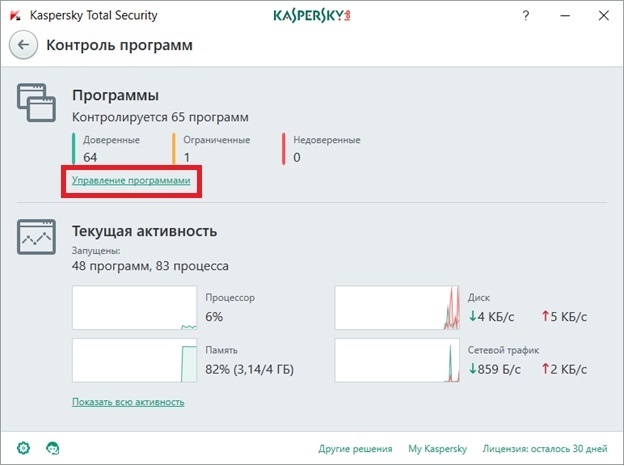 Kaspersky Total Security
KASPERSKY
?
Контроль программ
Программы
Контролируется 65 программ
Доверенные
64
Ограниченные
1
Недоверенные
0
Управление программами
Текущая активность
Запущены:
48 программ, 83 процесса
Процессор
6%
Память
82% (3,14/4 ГБ)
Диск
↓4 КБ/с ↑5 КБ/с
Сетевой трафик
↓859 Б/с ↑2 КБ/с
Показать всю активность
Другие решения
My Kaspersky
Лицензия: осталось 30 дней